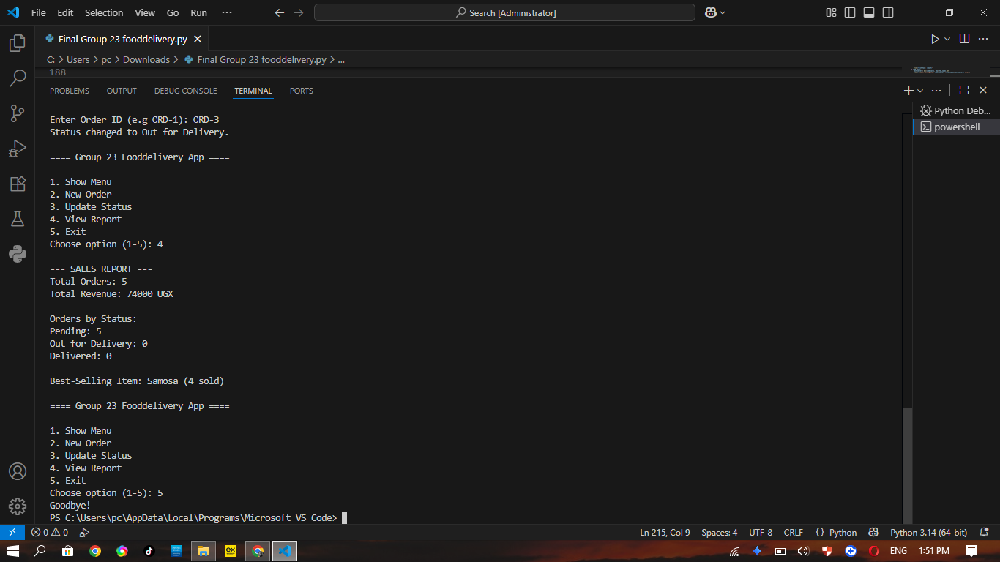 File Edit Selection View Go Run ··· Search [Administrator]
Final Group 23 fooddelivery.py
C: > Users > pc > Downloads > Final Group 23 fooddelivery.py > ...
188
PROBLEMS OUTPUT DEBUG CONSOLE TERMINAL PORTS
Python Deb...
powershell
Enter Order ID (e.g ORD-1): ORD-3
Status changed to Out for Delivery.
==== Group 23 Fooddelivery App ====
1. Show Menu
2. New Order
3. Update Status
4. View Report
5. Exit
Choose option (1-5): 4
--- SALES REPORT ---
Total Orders: 5
Total Revenue: 74000 UGX
Orders by Status:
Pending: 5
Out for Delivery: 0
Delivered: 0
Best-Selling Item: Samosa (4 sold)
==== Group 23 Fooddelivery App ====
1. Show Menu
2. New Order
3. Update Status
4. View Report
5. Exit
Choose option (1-5): 5
Goodbye!
PS C:\Users\pc\AppData\Local\Programs\Microsoft VS Code>
0 0 Ln 215, Col 9 Spaces: 4 UTF-8 CRLF {} Python Python 3.14 (64-bit)
ENG 1:51 PM